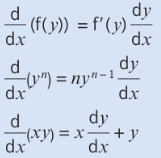 d/dx (f(y)) = f'(y) dy/dx
d/dx (yⁿ) = nyⁿ⁻¹ dy/dx
d/dx (xy) = x dy/dx + y